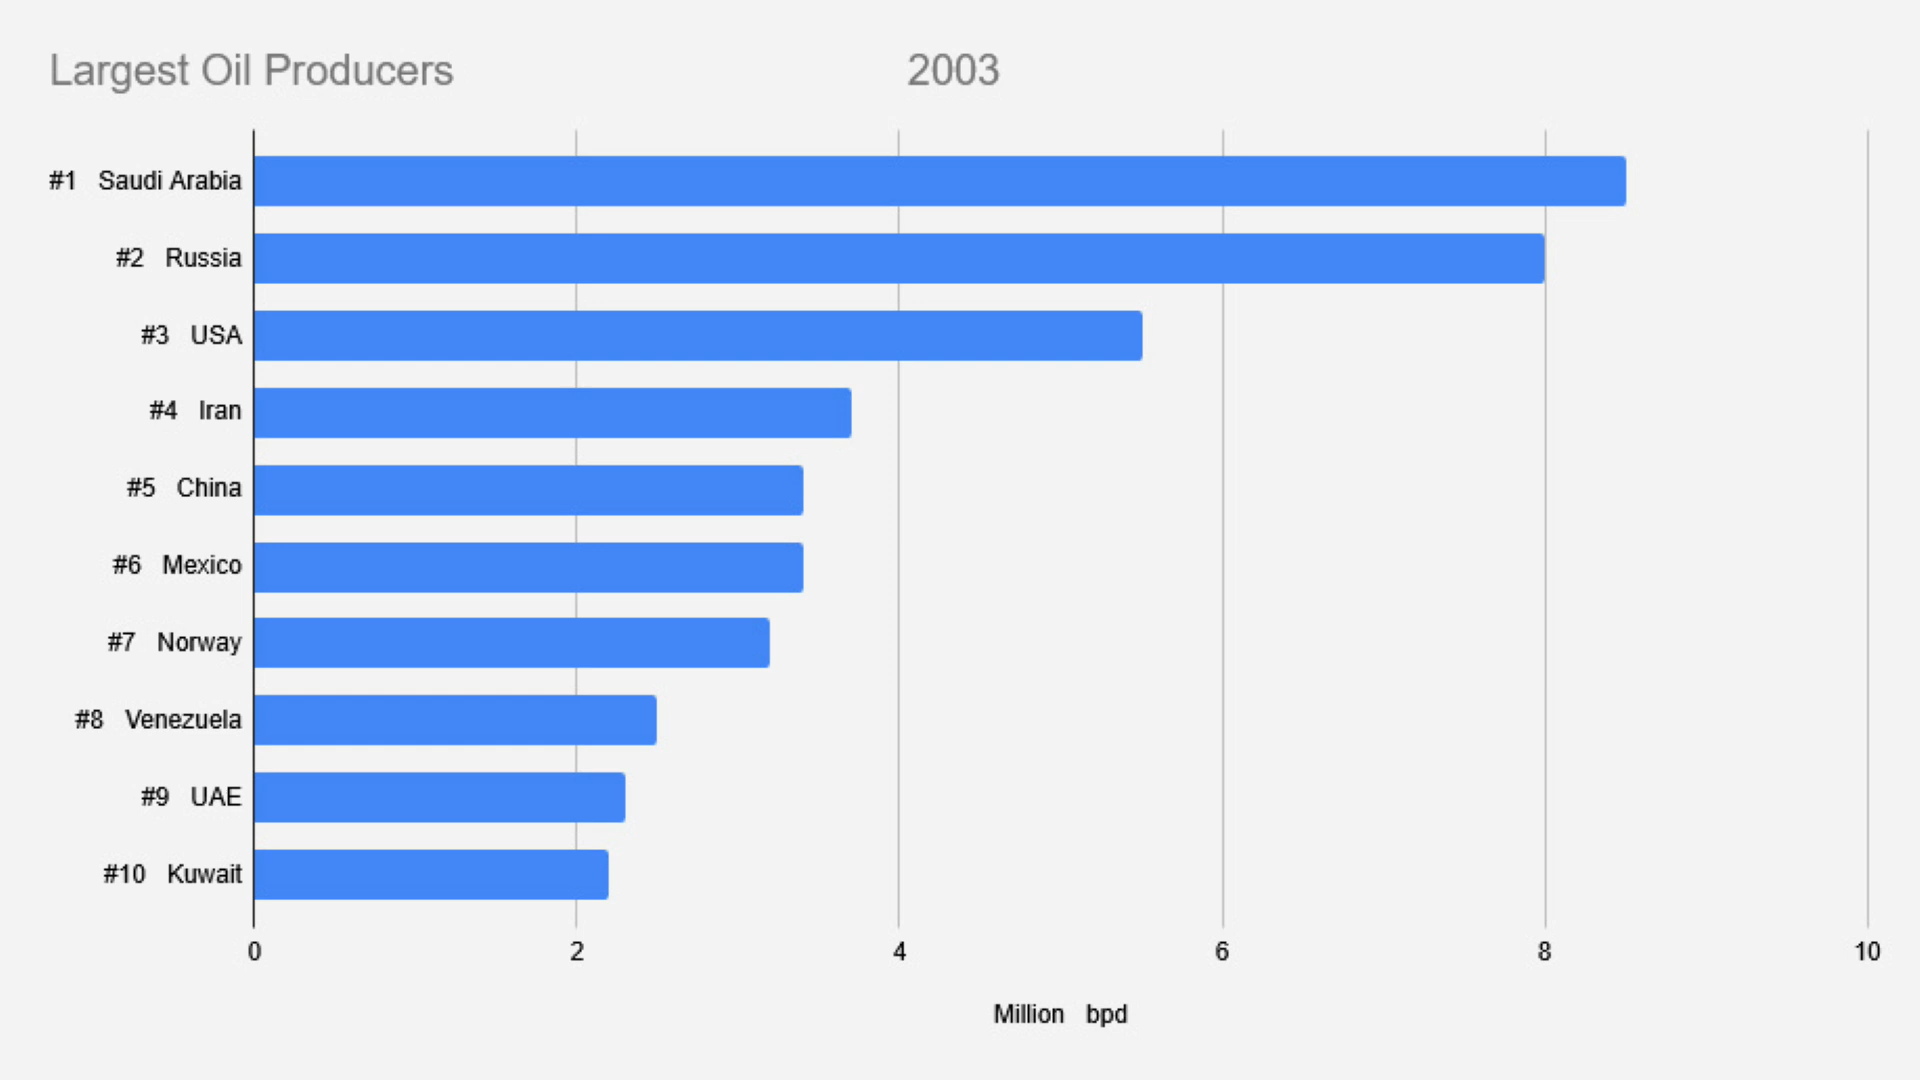 Largest Oil Producers 2003
#1 Saudi Arabia
#2 Russia
#3 USA
#4 Iran
#5 China
#6 Mexico
#7 Norway
#8 Venezuela
#9 UAE
#10 Kuwait
0 2 4 6 8 10
Million bpd